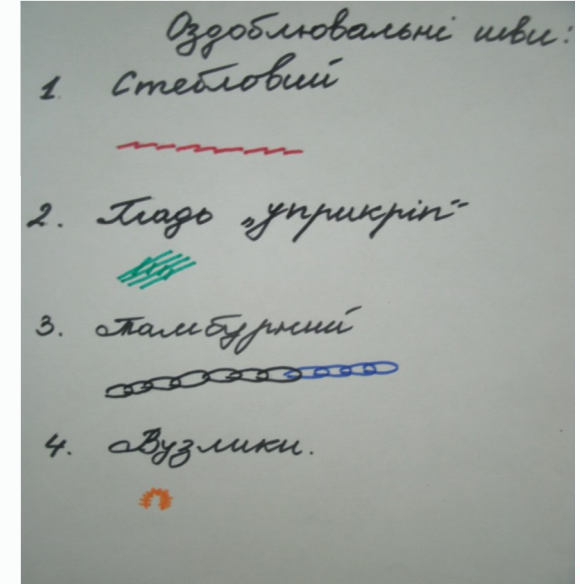 Оздоблювальні шви:
1. Стебловий
2. Гладь „уприкріп"
3. Тамбурний
4. Вузлики.